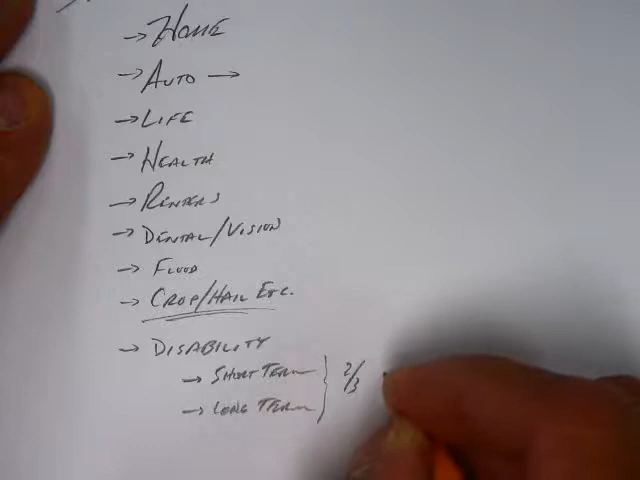 → HOME
→ AUTO →
→ LIFE
→ HEALTH
→ RENTERS
→ DENTAL/VISION
→ FLOOD
→ CROP/HAIL ETC.
→ DISABILITY
→ SHORT TERM } 2/3
→ LONG TERM